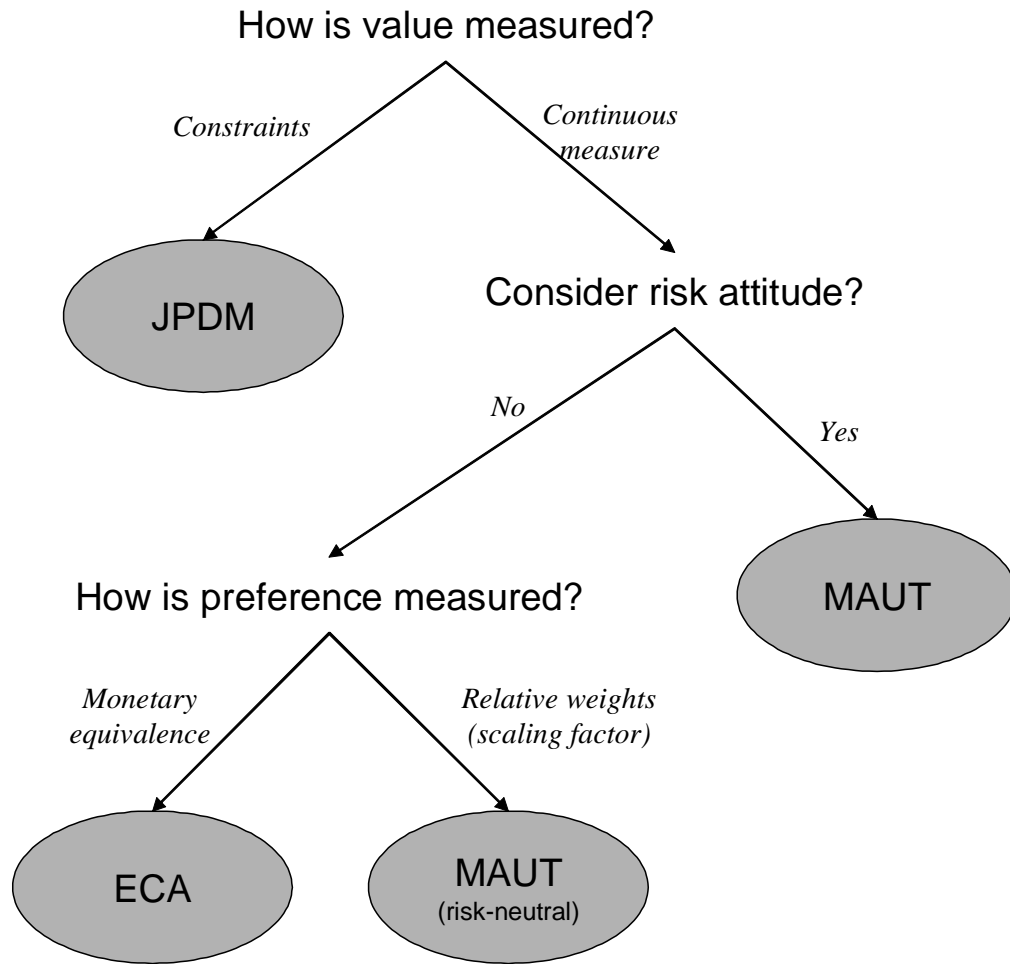 How is value measured?
Constraints
Continuous
measure
JPDM
Consider risk attitude?
No
Yes
How is preference measured?
MAUT
Monetary
equivalence
Relative weights
(scaling factor)
ECA
MAUT
(risk-neutral)